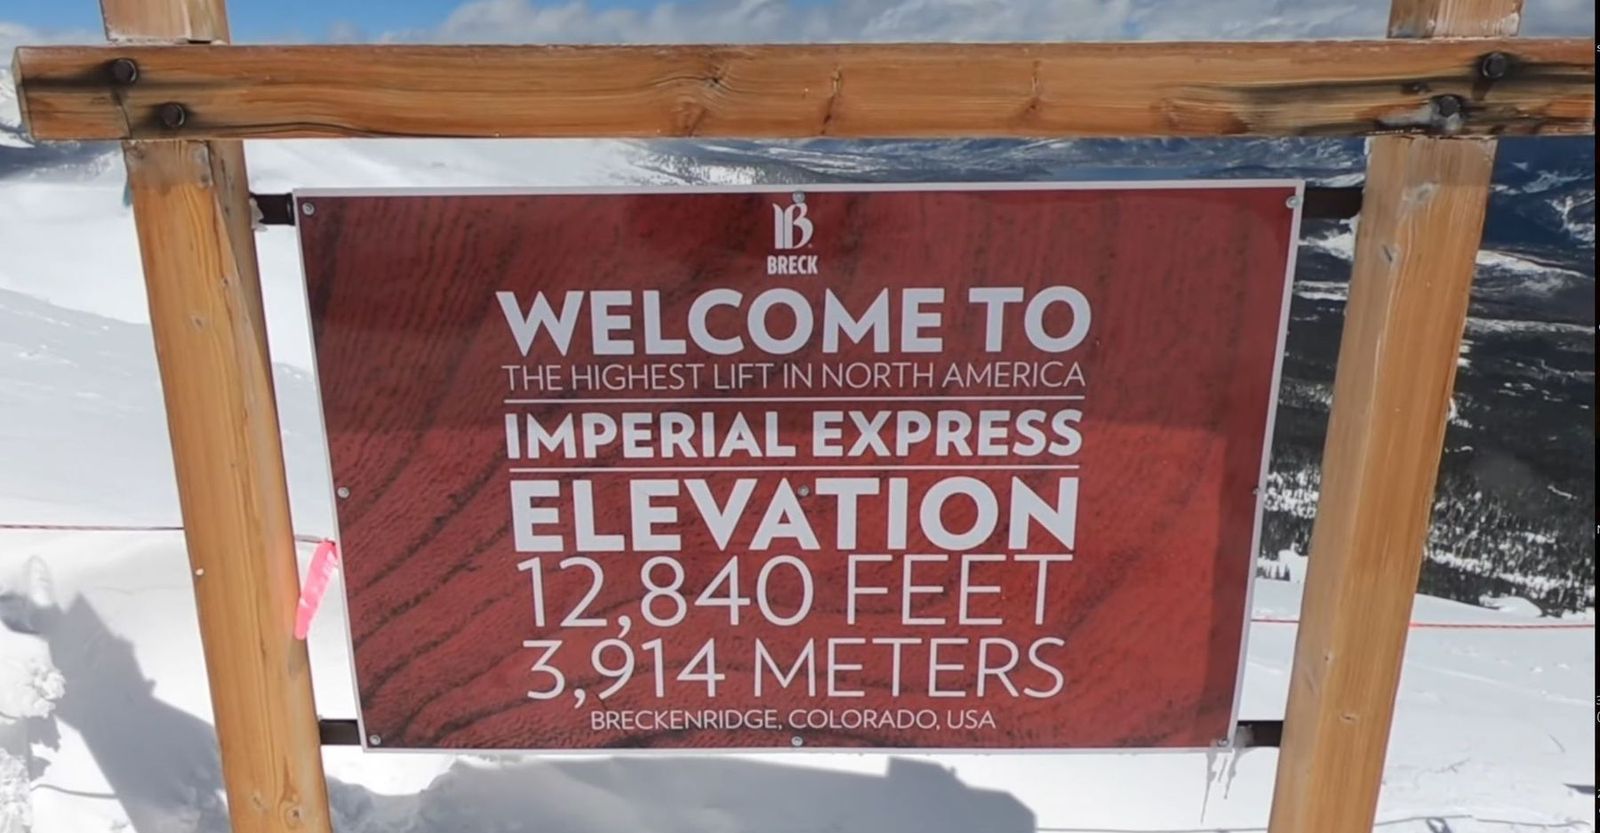 B
BRECK
WELCOME TO
THE HIGHEST LIFT IN NORTH AMERICA
IMPERIAL EXPRESS
ELEVATION
12,840 FEET
3,914 METERS
BRECKENRIDGE, COLORADO, USA